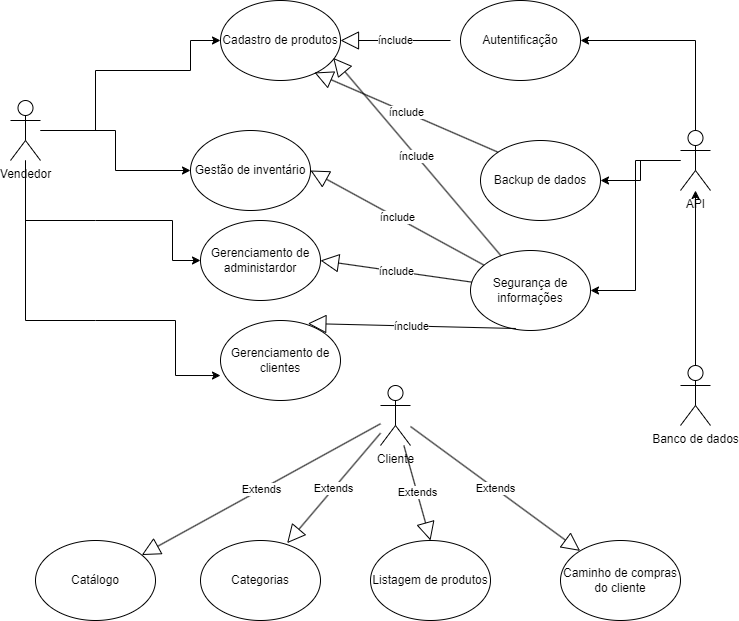 Cadastro de produtos
include
Autentificação
include
Backup de dados
include
Vendedor
Gestão de inventário
API
include
Gerenciamento de
administardor
include
Segurança de
informações
include
Gerenciamento de
clientes
Banco de dados
Cliente
Extends
Extends
Extends
Extends
Catálogo
Categorias
Listagem de produtos
Caminho de compras
do cliente